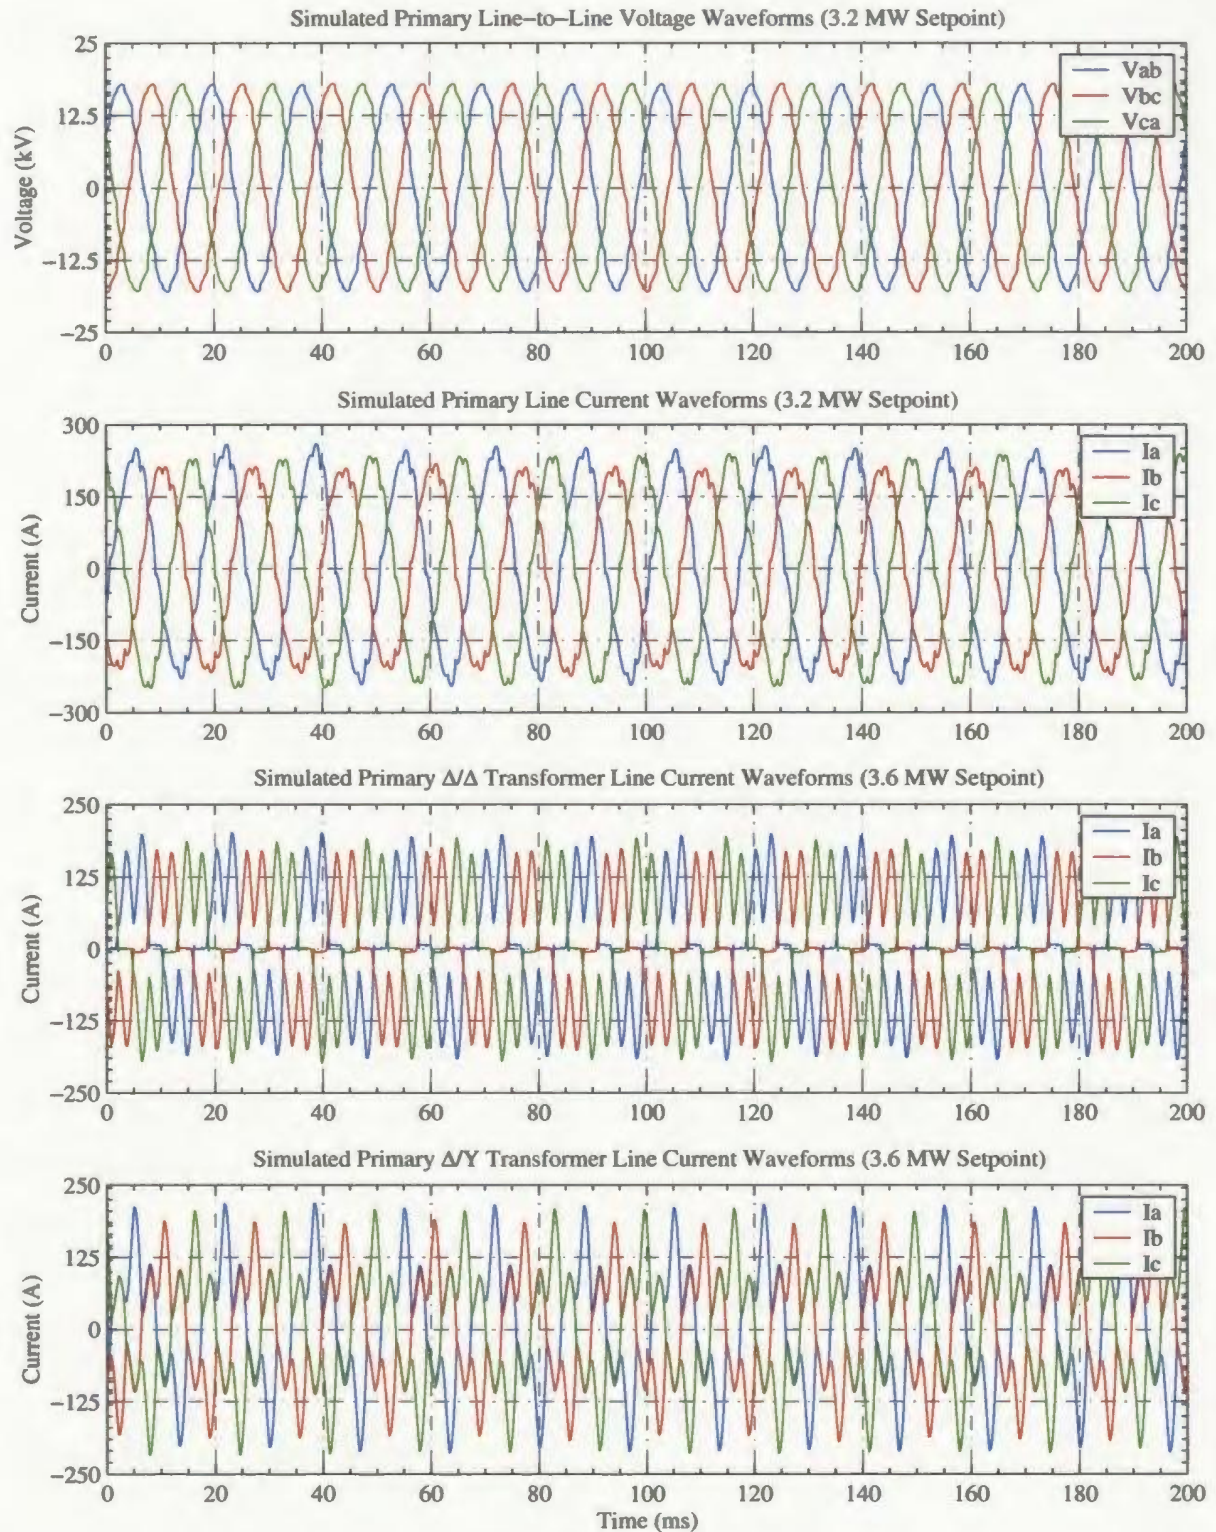 Simulated Primary Line-to-Line Voltage Waveforms (3.2 MW Setpoint)
25
12.5
0
-12.5
-25
Voltage (kV)
Vab
Vbc
Vca
0 20 40 60 80 100 120 140 160 180 200
Simulated Primary Line Current Waveforms (3.2 MW Setpoint)
300
150
0
-150
-300
Current (A)
Ia
Ib
Ic
0 20 40 60 80 100 120 140 160 180 200
Simulated Primary Δ/Δ Transformer Line Current Waveforms (3.6 MW Setpoint)
250
125
0
-125
-250
Current (A)
Ia
Ib
Ic
0 20 40 60 80 100 120 140 160 180 200
Simulated Primary Δ/Y Transformer Line Current Waveforms (3.6 MW Setpoint)
250
125
0
-125
-250
Current (A)
Ia
Ib
Ic
0 20 40 60 80 100 120 140 160 180 200
Time (ms)